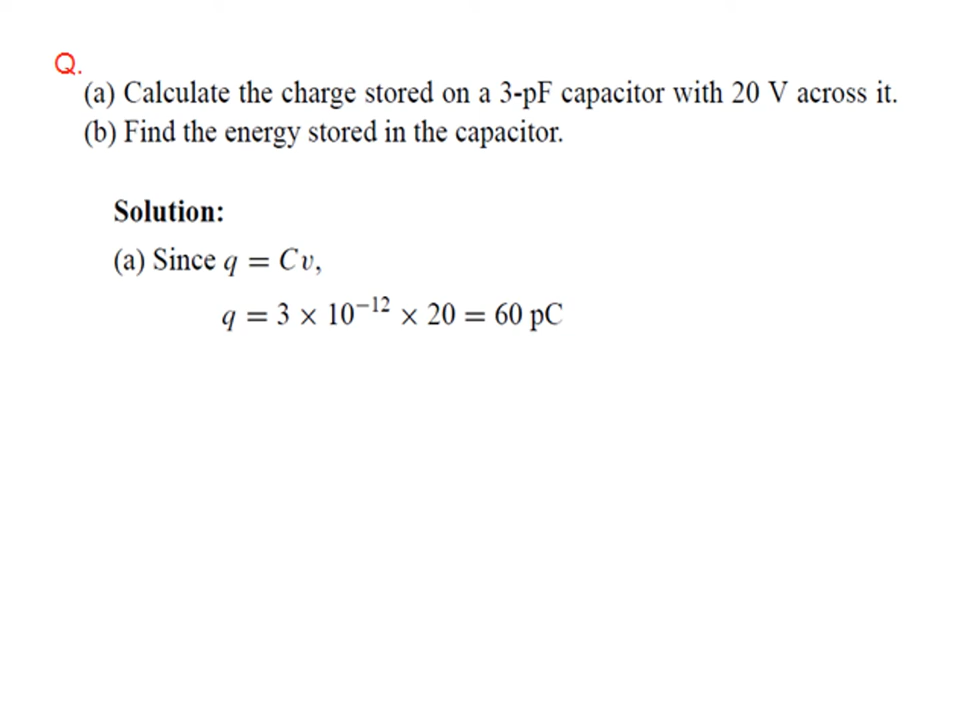 Q.
(a) Calculate the charge stored on a 3-pF capacitor with 20 V across it.
(b) Find the energy stored in the capacitor.
Solution:
(a) Since q = Cv,
q = 3 × 10⁻¹² × 20 = 60 pC